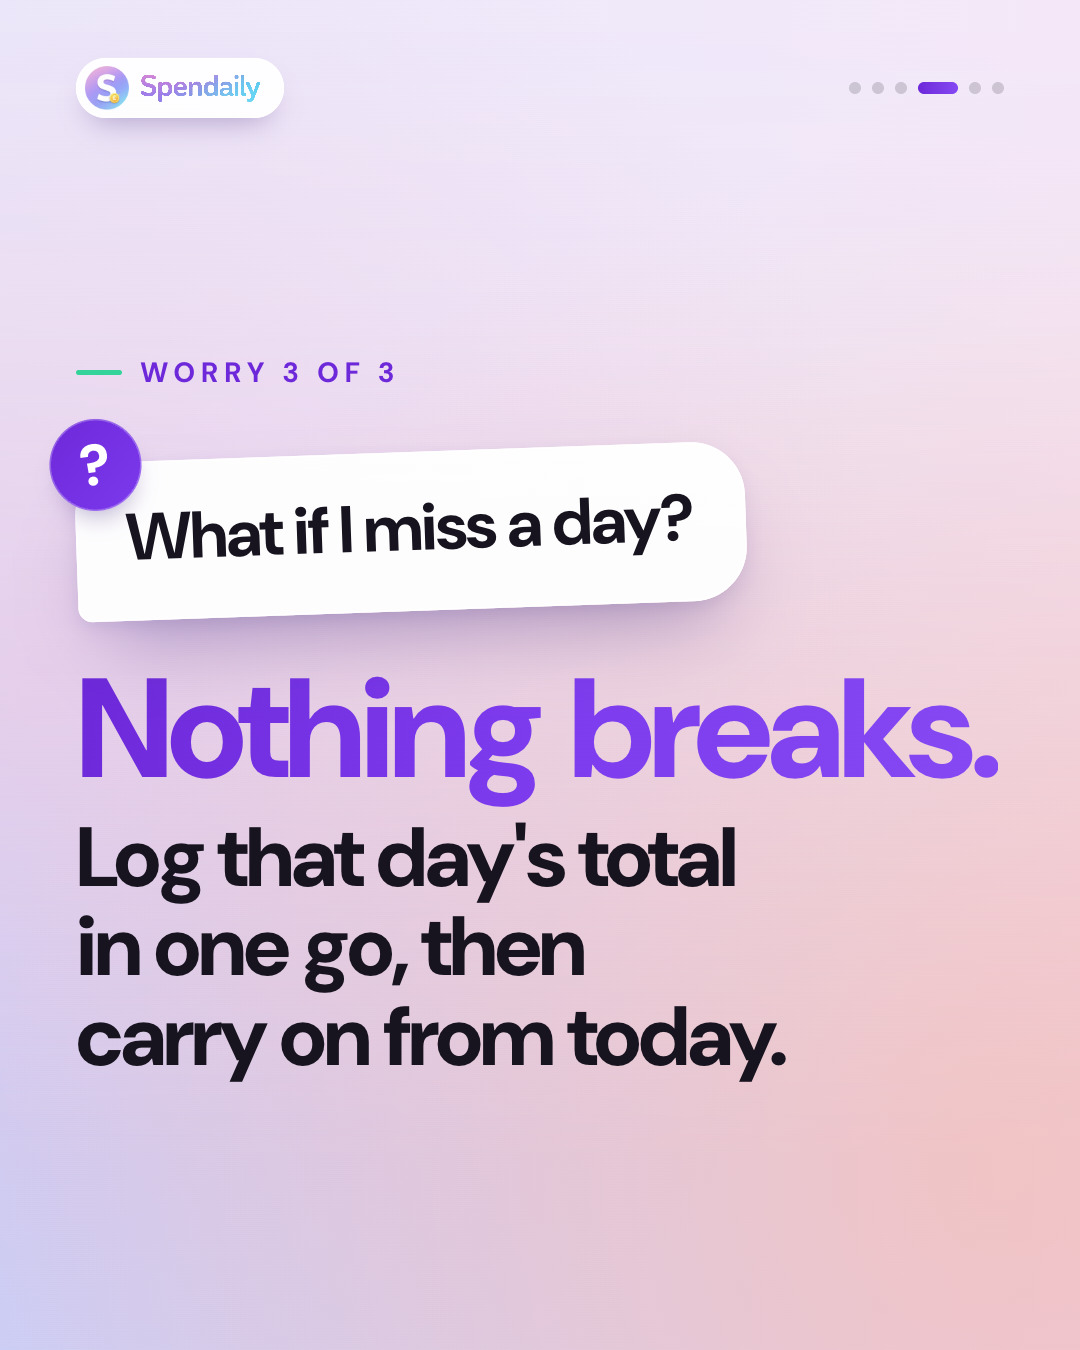 Spendaily
WORRY 3 OF 3
?
What if I miss a day?
Nothing breaks.
Log that day's total
in one go, then
carry on from today.